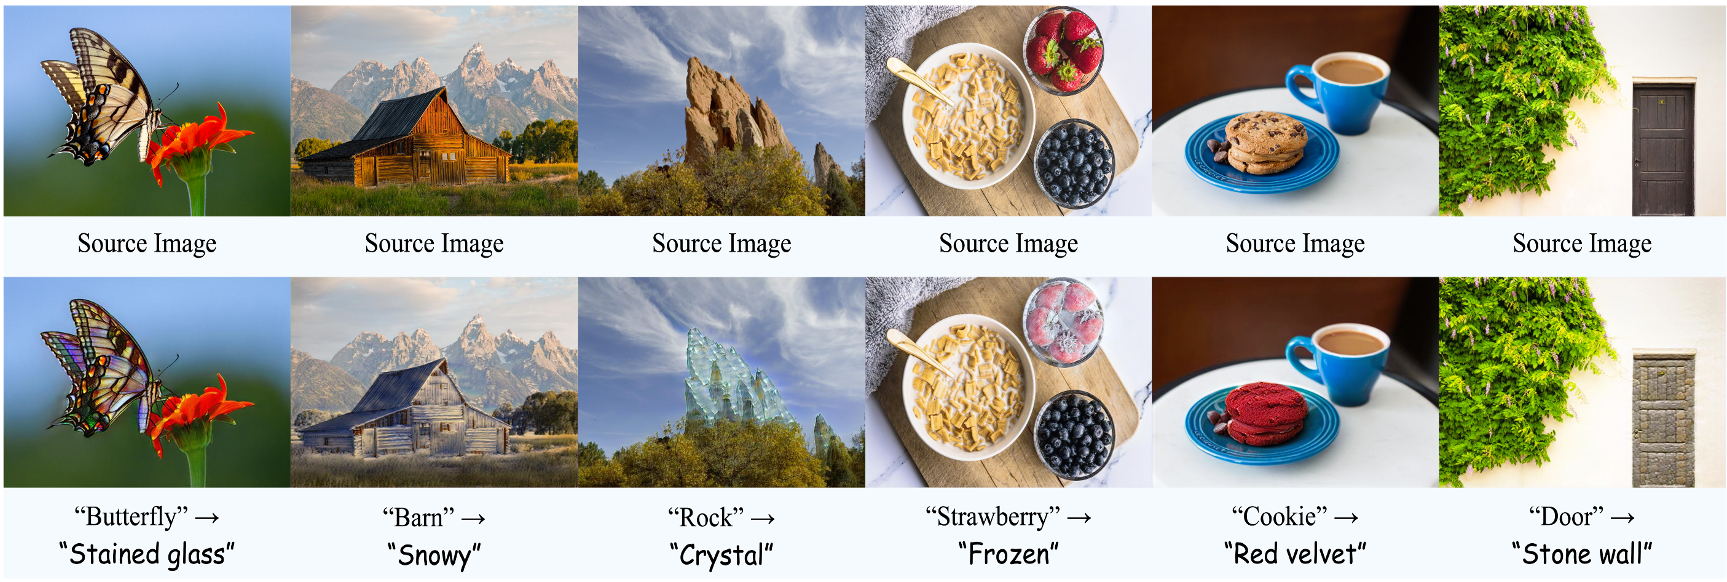 Source Image
Source Image
Source Image
Source Image
Source Image
Source Image
“Butterfly” →
“Stained glass”
“Barn” →
“Snowy”
“Rock” →
“Crystal”
“Strawberry” →
“Frozen”
“Cookie” →
“Red velvet”
“Door” →
“Stone wall”